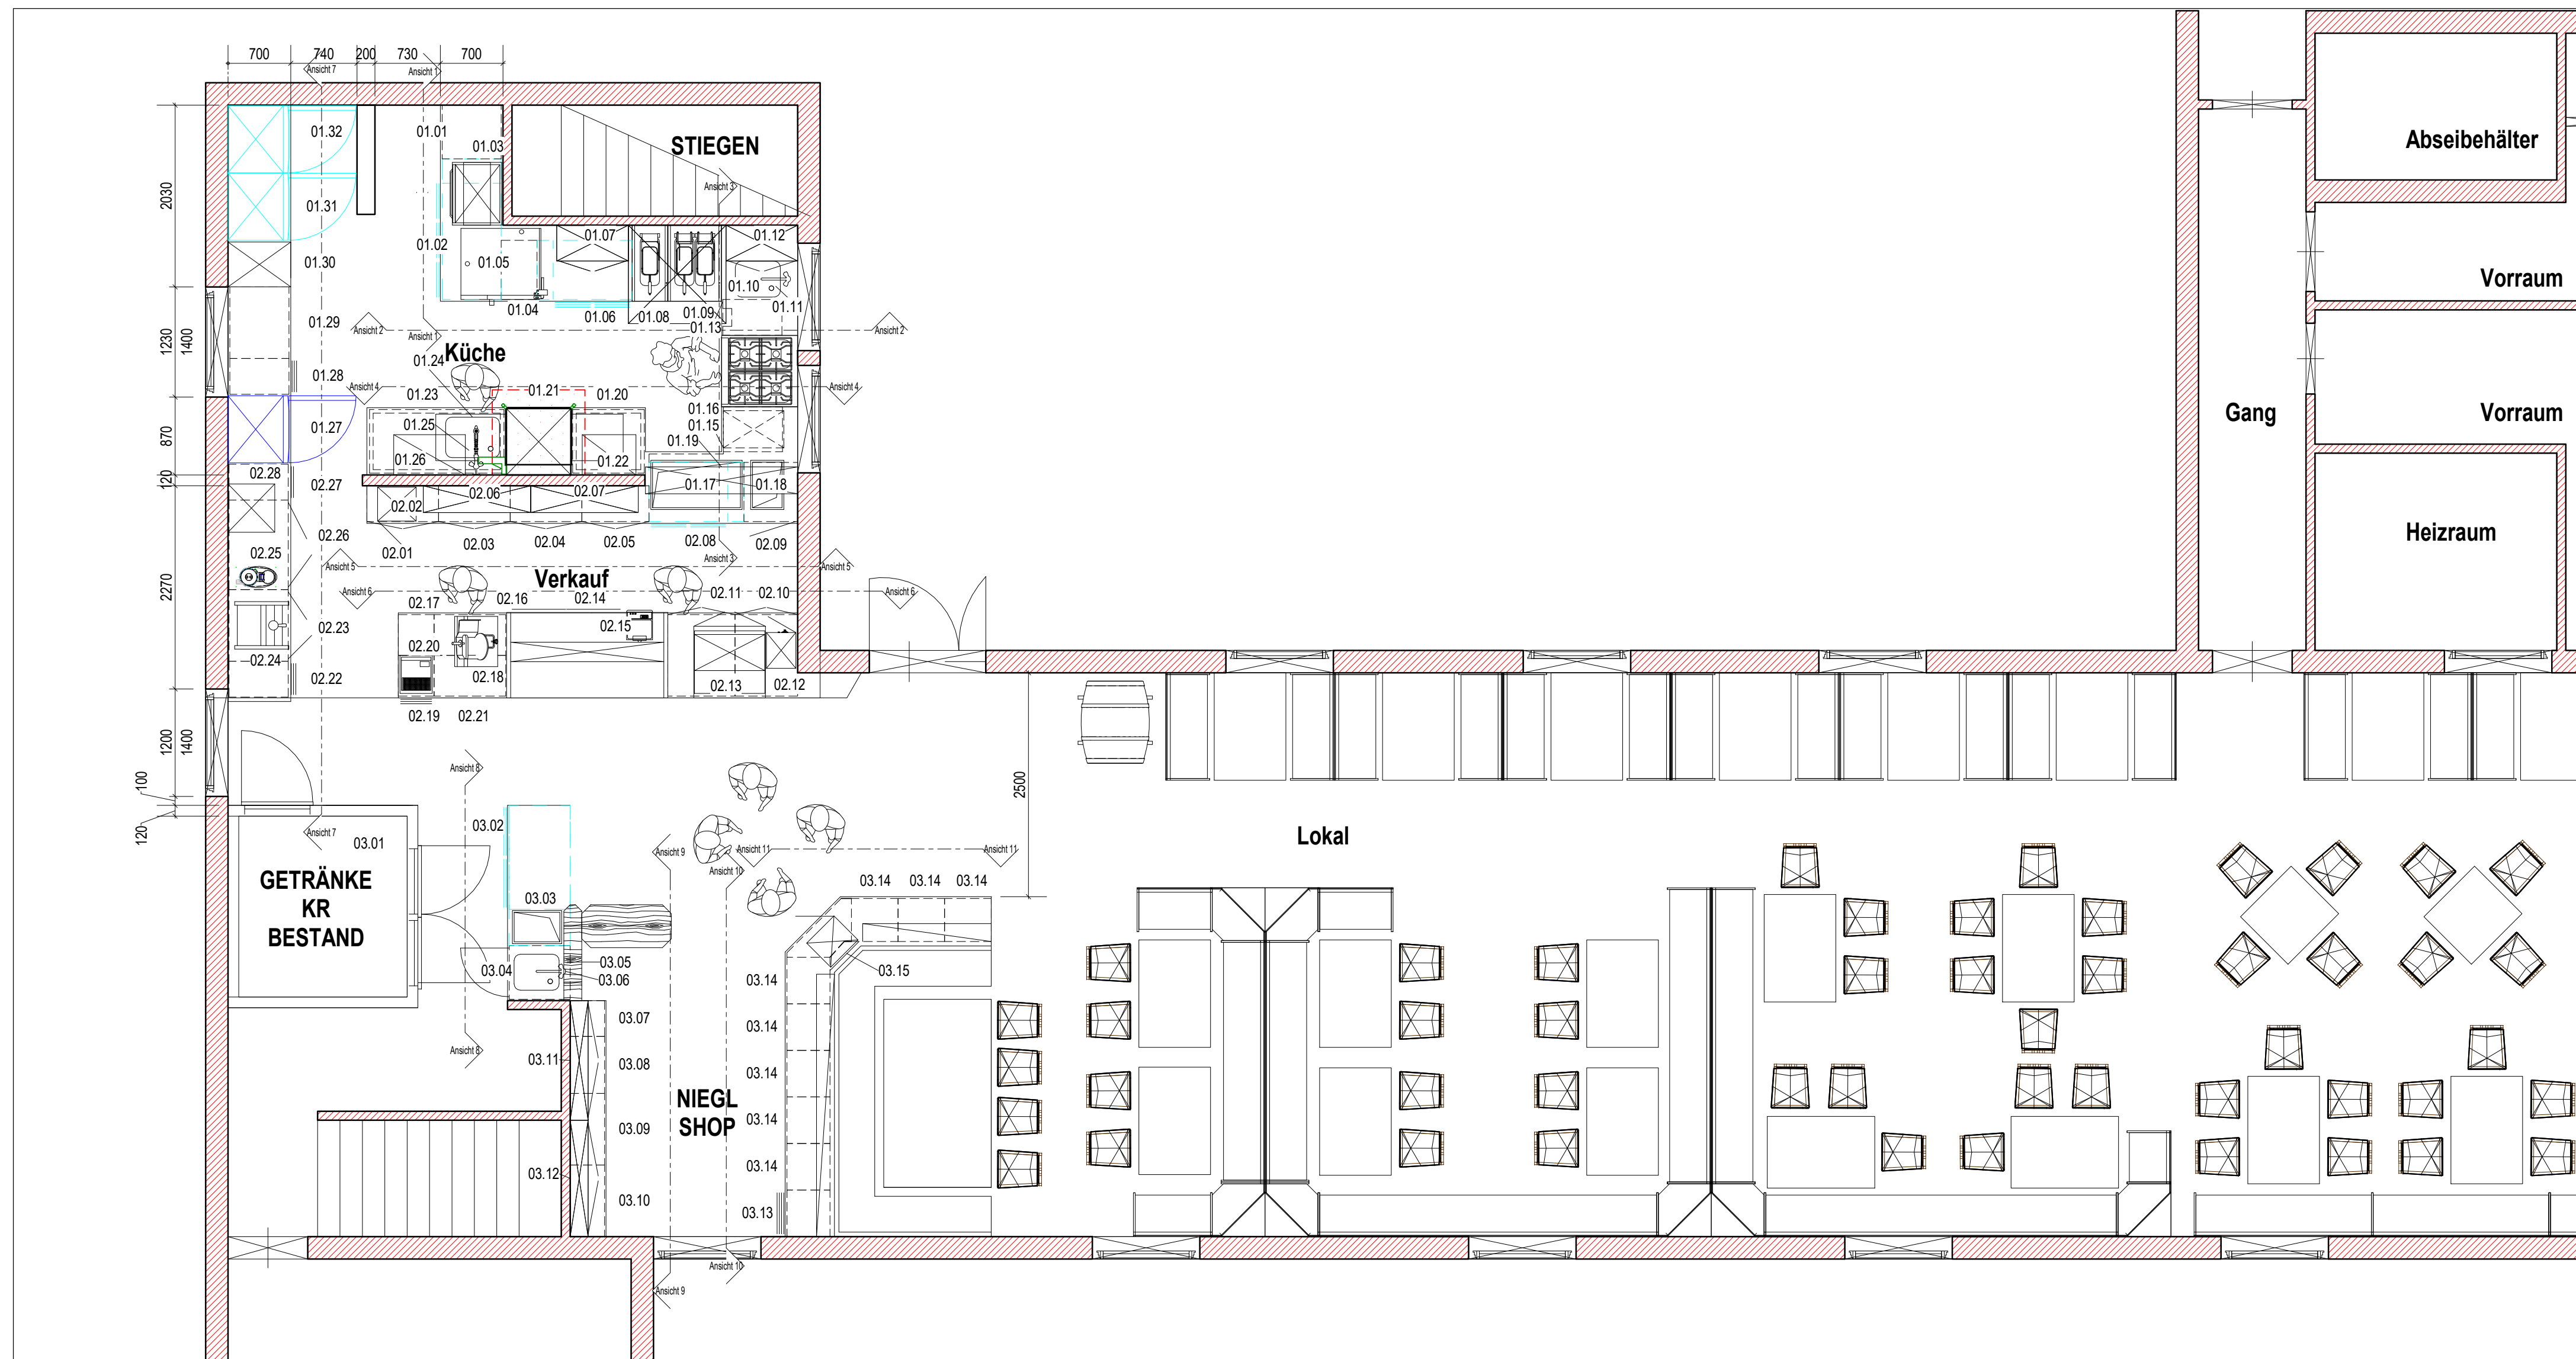 700
740
200
730
700
Ansicht 7
Ansicht 1
01.32
01.01
01.03
STIEGEN
Abseibehälter
2030
Ansicht 3
01.31
01.02
01.07
01.12
01.30
01.05
01.10
Vorraum
01.04
01.06
01.08
01.09
01.11
01.29
01.13
Ansicht 2
Ansicht 2
Ansicht 1
1230
1400
Küche
01.24
01.28
Ansicht 4
Ansicht 4
01.23
01.21
01.20
01.16
Gang
Vorraum
01.27
01.25
01.15
870
01.19
01.26
01.22
120
02.28
02.27
02.06
02.07
01.17
01.18
02.02
Heizraum
02.26
02.25
02.01
02.03
02.04
02.05
02.08
02.09
Ansicht 3
Ansicht 5
Ansicht 5
Verkauf
2270
Ansicht 6
Ansicht 6
02.17
02.16
02.14
02.11
02.10
02.23
02.15
02.20
02.24
02.22
02.18
02.13
02.12
02.19
02.21
1200
1400
Ansicht 8
100
2500
120
Ansicht 7
03.02
03.01
Lokal
Ansicht 9
Ansicht 11
Ansicht 11
Ansicht 10
GETRÄNKE
KR
BESTAND
03.14
03.14
03.14
03.03
03.04
03.05
03.06
03.14
03.15
03.07
03.14
Ansicht 8
03.11
03.08
03.14
NIEGL
SHOP
03.09
03.14
03.12
03.14
03.10
03.13
Ansicht 10
Ansicht 9